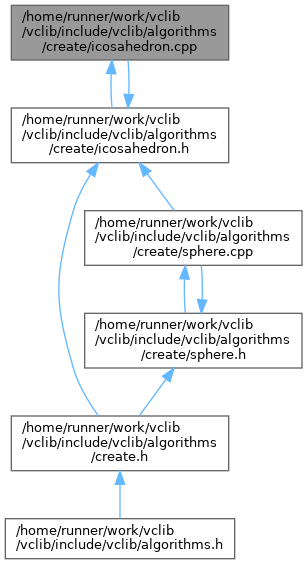 /home/runner/work/vclib
/vclib/include/vclib/algorithms
/create/icosahedron.cpp
/home/runner/work/vclib
/vclib/include/vclib/algorithms
/create/icosahedron.h
/home/runner/work/vclib
/vclib/include/vclib/algorithms
/create/sphere.cpp
/home/runner/work/vclib
/vclib/include/vclib/algorithms
/create/sphere.h
/home/runner/work/vclib
/vclib/include/vclib/algorithms
/create.h
/home/runner/work/vclib
/vclib/include/vclib/algorithms.h